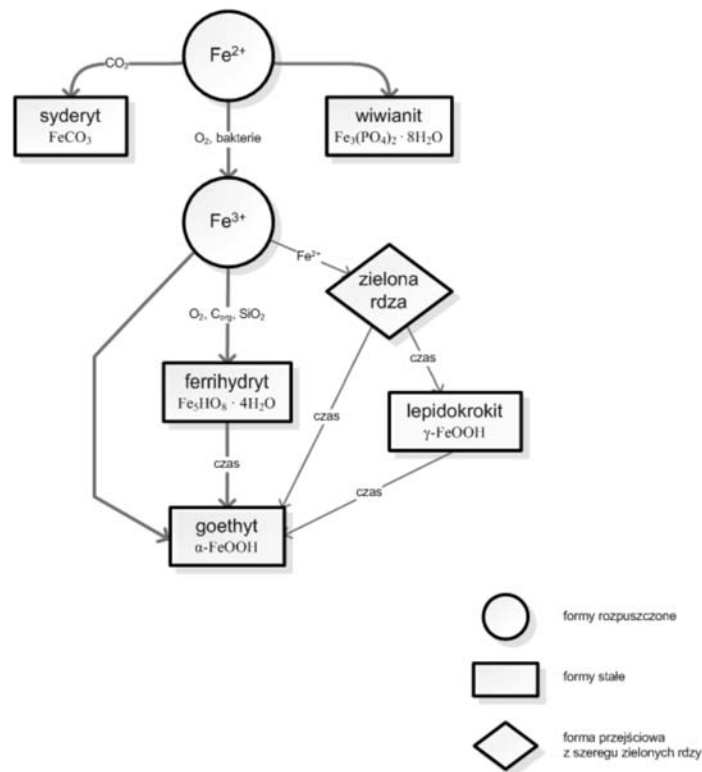 Fe²⁺
CO₂
syderyt
FeCO₃
wiwianit
Fe₃(PO₄)₂ · 8H₂O
O₂, bakterie
Fe³⁺
Fe²⁺
zielona
rdza
O₂, Cₒᵣg, SiO₂
czas
ferrihydryt
Fe₅HO₈ · 4H₂O
lepidokrokit
γ-FeOOH
czas
czas
czas
goethyt
α-FeOOH
formy rozpuszczone
formy stałe
forma przejściowa
z szeregu zielonych rdzy